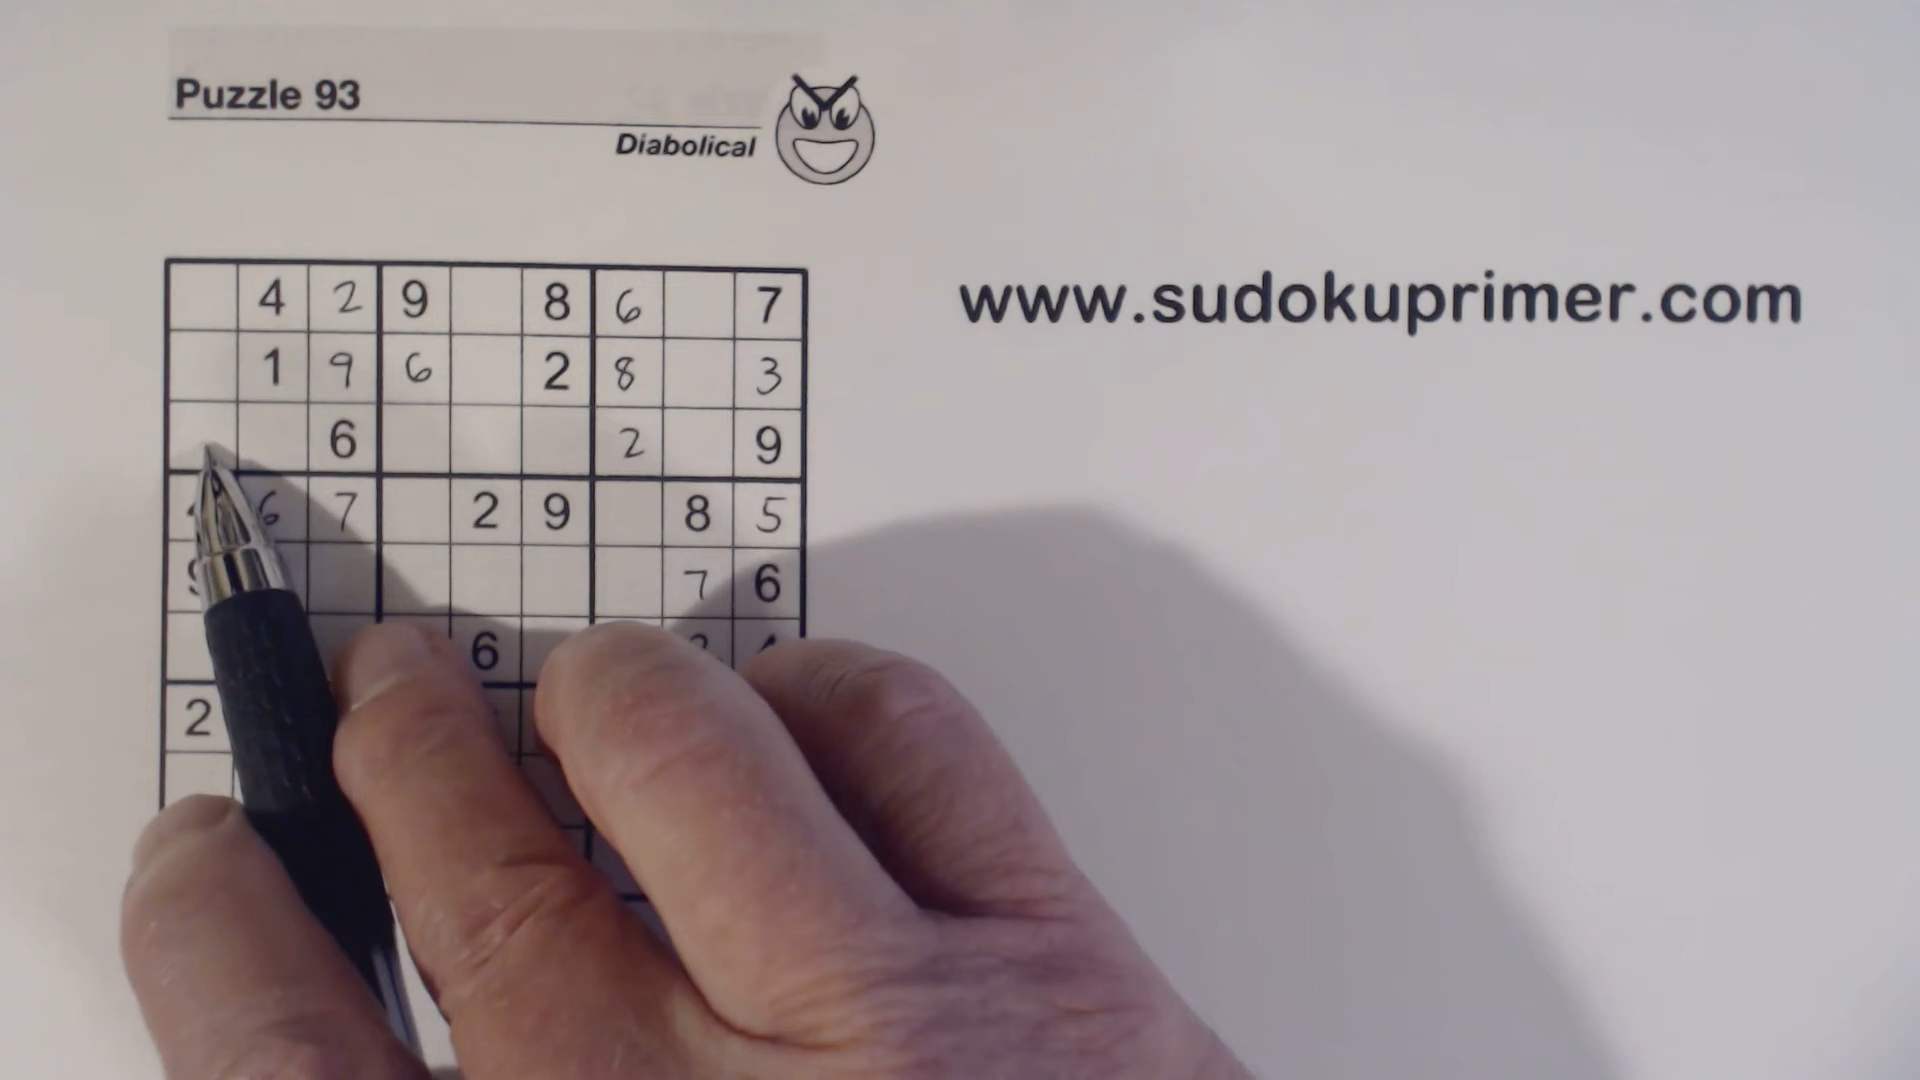 Puzzle 93
Diabolical
www.sudokuprimer.com
4 2 9 8 6 7
1 9 6 2 8 3
6 2 9
6 7 2 9 8 5
7 6
6
2